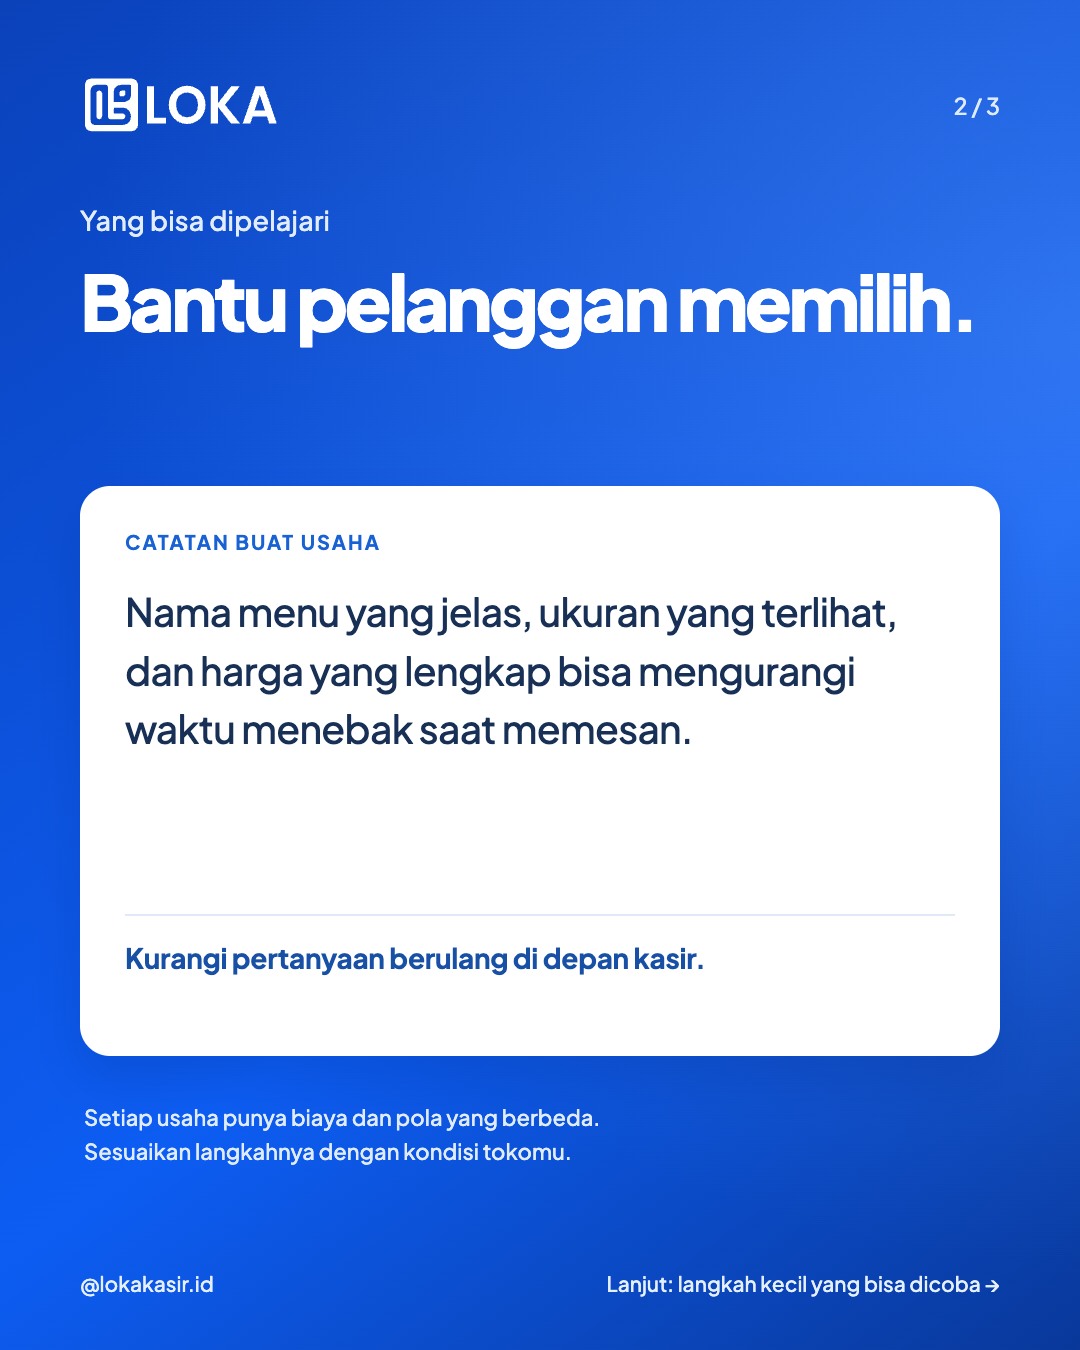 LOKA
2 / 3
Yang bisa dipelajari
Bantu pelanggan memilih.
CATATAN BUAT USAHA
Nama menu yang jelas, ukuran yang terlihat,
dan harga yang lengkap bisa mengurangi
waktu menebak saat memesan.
Kurangi pertanyaan berulang di depan kasir.
Setiap usaha punya biaya dan pola yang berbeda.
Sesuaikan langkahnya dengan kondisi tokomu.
@lokakasir.id
Lanjut: langkah kecil yang bisa dicoba →